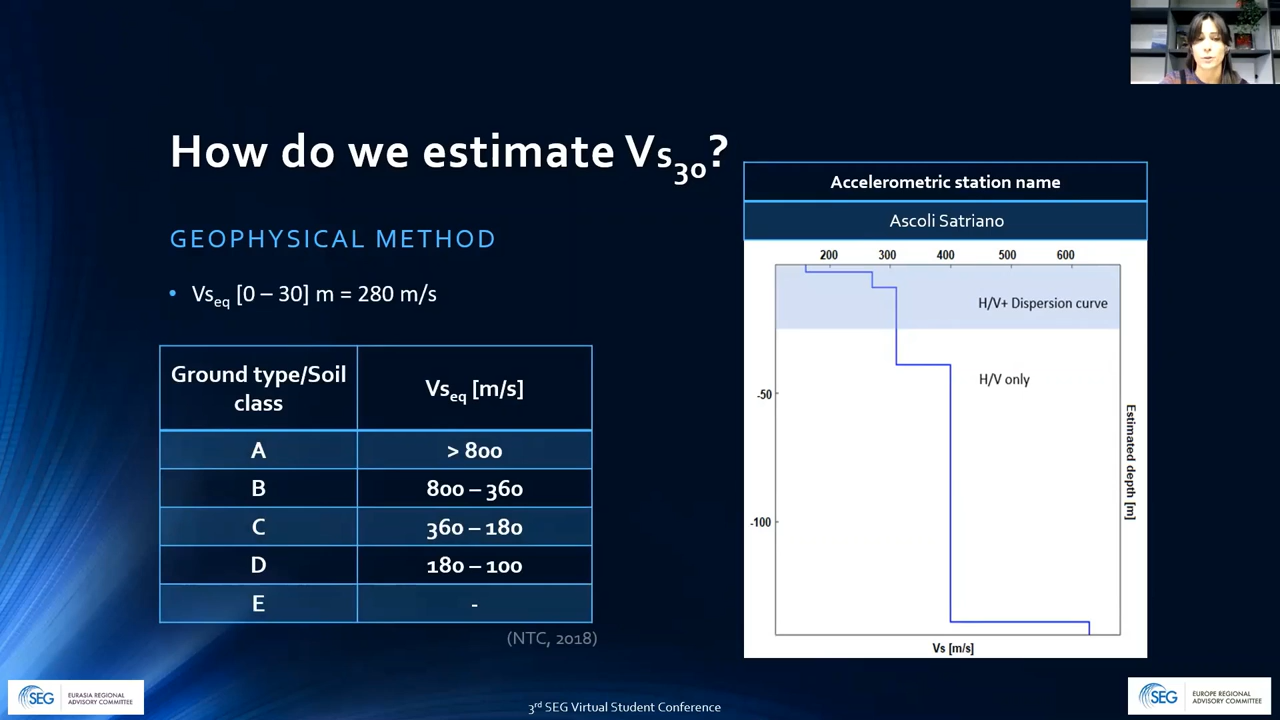 How do we estimate Vs30?
GEOPHYSICAL METHOD
• Vseq [0 – 30] m = 280 m/s
Ground type/Soil class
Vseq [m/s]
A
> 800
B
800 – 360
C
360 – 180
D
180 – 100
E
-
(NTC, 2018)
Accelerometric station name
Ascoli Satriano
200 300 400 500 600
H/V+ Dispersion curve
H/V only
-50
-100
Estimated depth [m]
Vs [m/s]
SEG
EURASIA REGIONAL
ADVISORY COMMITTEE
3rd SEG Virtual Student Conference
SEG
EUROPE REGIONAL
ADVISORY COMMITTEE